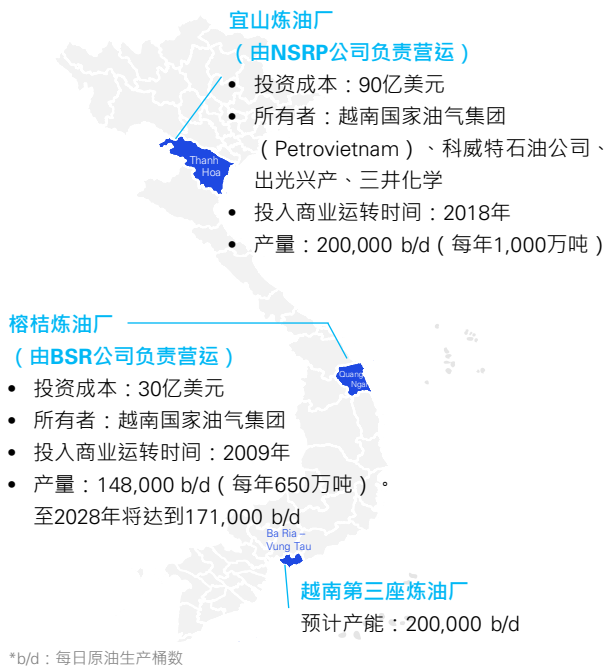 宜山炼油厂
（由NSRP公司负责营运）
• 投资成本：90亿美元
• 所有者：越南国家油气集团
（Petrovietnam）、科威特石油公司、
出光兴产、三井化学
• 投入商业运转时间：2018年
• 产量：200,000 b/d（每年1,000万吨）
Thanh
Hoa
榕桔炼油厂
（由BSR公司负责营运）
• 投资成本：30亿美元
• 所有者：越南国家油气集团
• 投入商业运转时间：2009年
• 产量：148,000 b/d（每年650万吨）。
至2028年将达到171,000 b/d
Quang
Ngai
Ba Ria –
Vung Tau
越南第三座炼油厂
预计产能：200,000 b/d
*b/d：每日原油生产桶数